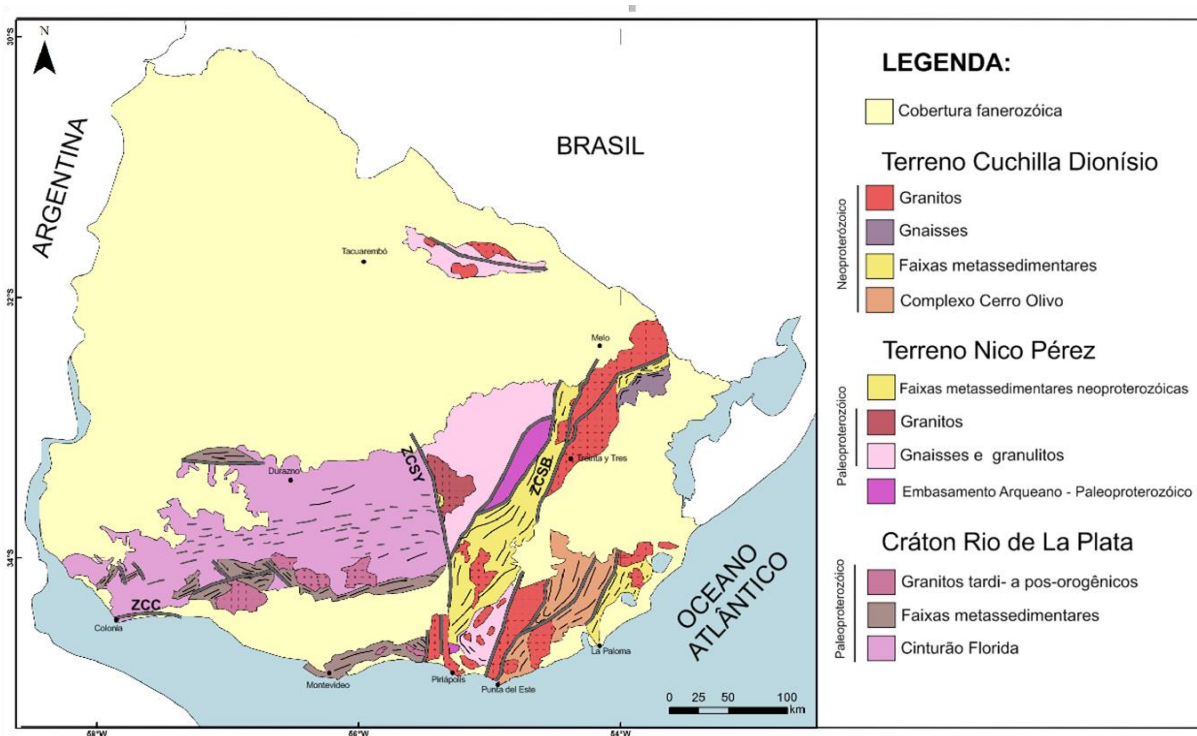 30°S
N
ARGENTINA
BRASIL
Tacuarembó
32°S
Melo
ZCSY
ZCSB
Treinta y Tres
Durazno
34°S
ZCC
Colonia
OCEANO
ATLÂNTICO
La Paloma
Montevideo
Piriápolis
Punta del Este
0 25 50 100
km
58°W
56°W
54°W
LEGENDA:
Cobertura fanerozóica
Terreno Cuchilla Dionísio
Neoproterózoico
Granitos
Gnaisses
Faixas metassedimentares
Complexo Cerro Olivo
Terreno Nico Pérez
Faixas metassedimentares neoproterozóicas
Paleoproterozóico
Granitos
Gnaisses e granulitos
Embasamento Arqueano - Paleoproterozóico
Cráton Rio de La Plata
Paleoproterozóico
Granitos tardi- a pos-orogênicos
Faixas metassedimentares
Cinturão Florida